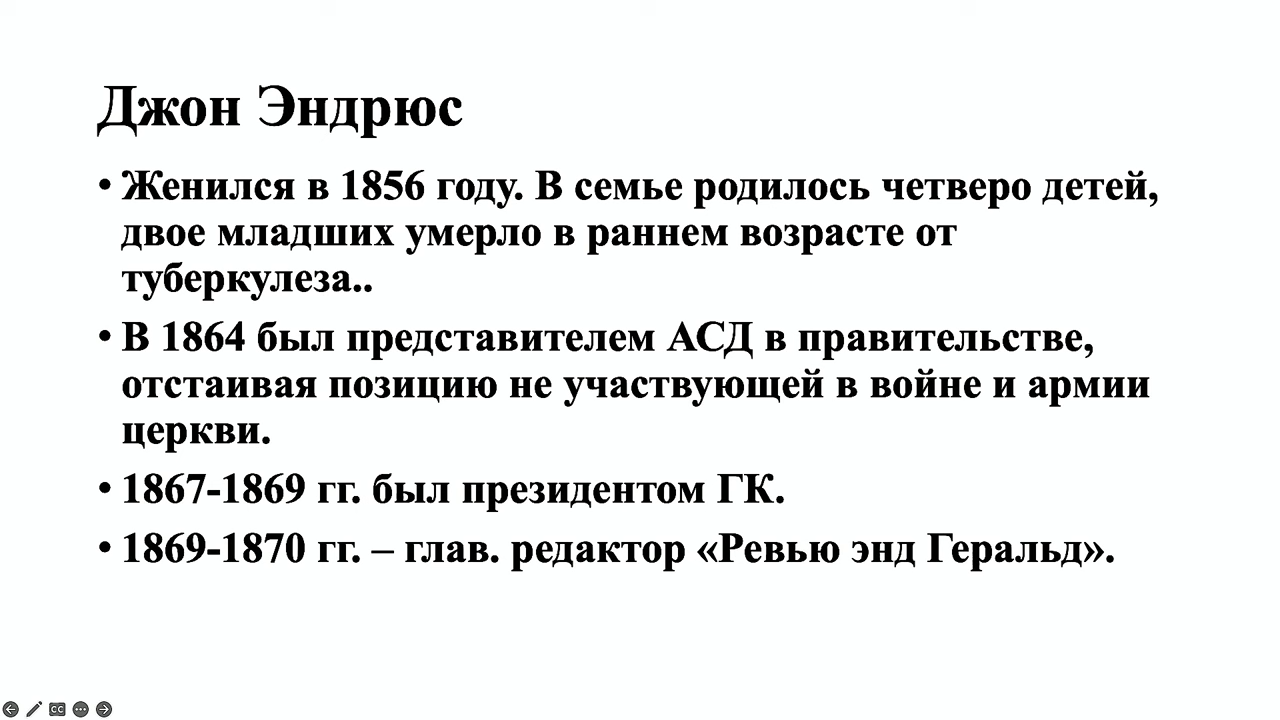 Джон Эндрюс
• Женился в 1856 году. В семье родилось четверо детей,
двое младших умерло в раннем возрасте от
туберкулеза..
• В 1864 был представителем АСД в правительстве,
отстаивая позицию не участвующей в войне и армии
церкви.
• 1867-1869 гг. был президентом ГК.
• 1869-1870 гг. – глав. редактор «Ревью энд Геральд».
CC